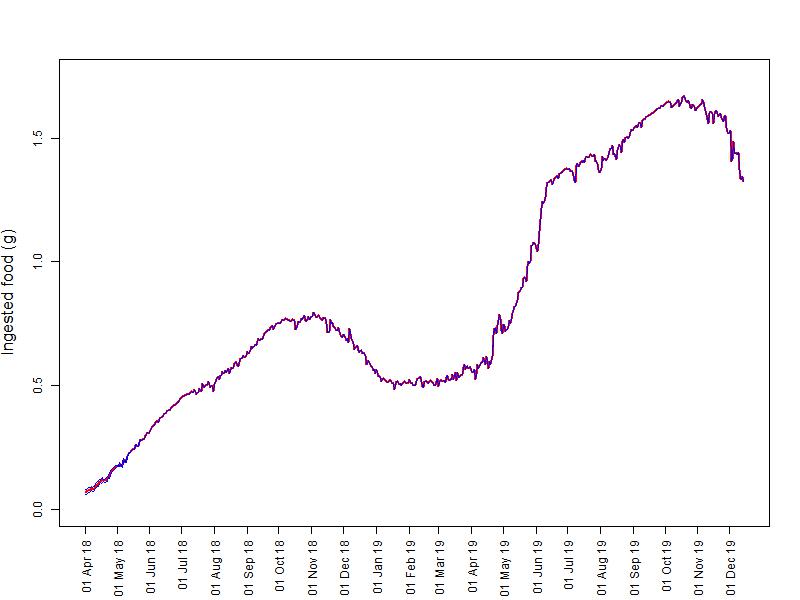 Ingested food (g)
1.5
1.0
0.5
0.0
01 Apr 18
01 May 18
01 Jun 18
01 Jul 18
01 Aug 18
01 Sep 18
01 Oct 18
01 Nov 18
01 Dec 18
01 Jan 19
01 Feb 19
01 Mar 19
01 Apr 19
01 May 19
01 Jun 19
01 Jul 19
01 Aug 19
01 Sep 19
01 Oct 19
01 Nov 19
01 Dec 19